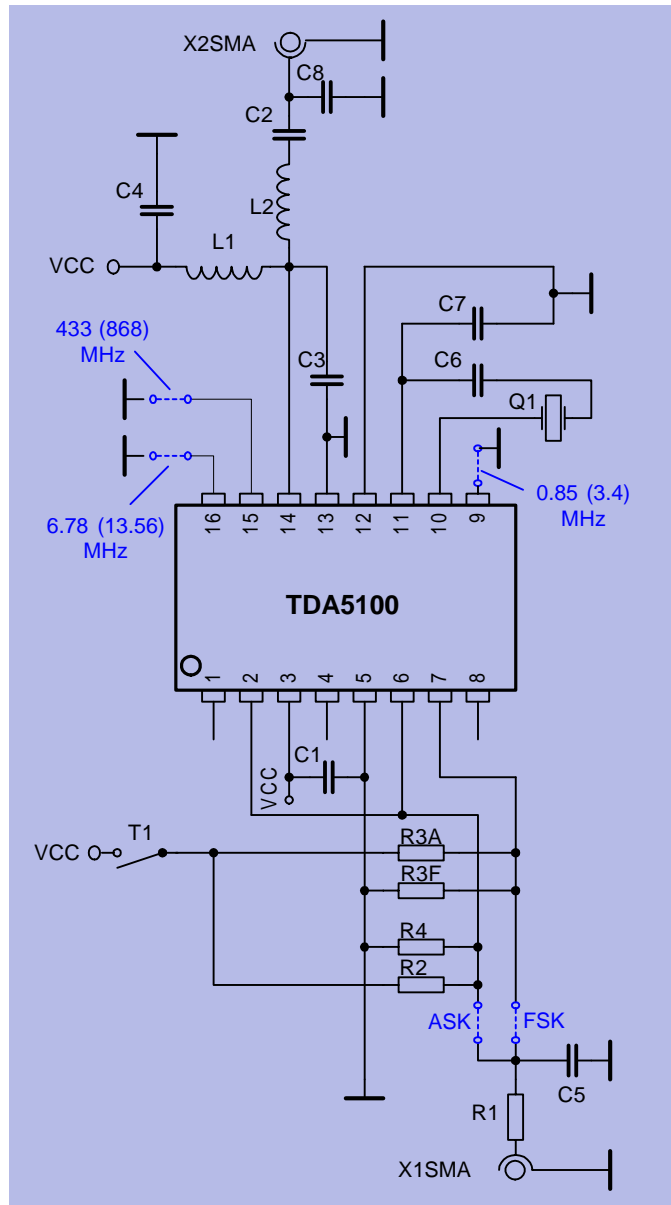 X2SMA
C8
C2
C4
L2
L1
VCC
433 (868)
MHz
C3
C7
C6
Q1
6.78 (13.56)
MHz
0.85 (3.4)
MHz
16 15 14 13 12 11 10 9
TDA5100
1 2 3 4 5 6 7 8
C1
VCC
T1
VCC
R3A
R3F
R4
R2
ASK
FSK
C5
R1
X1SMA